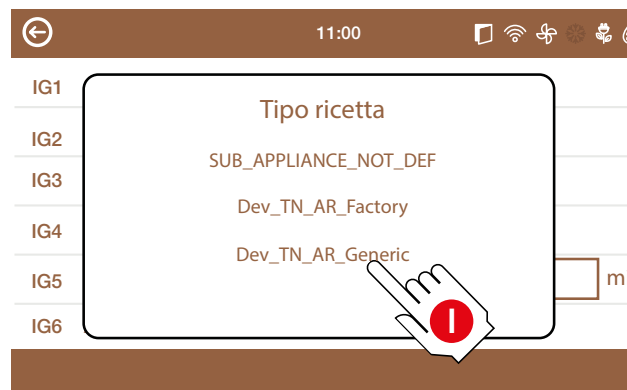 11:00
IG1
Tipo ricetta
IG2
SUB_APPLIANCE_NOT_DEF
IG3
Dev_TN_AR_Factory
IG4
Dev_TN_AR_Generic
IG5
m
I
IG6